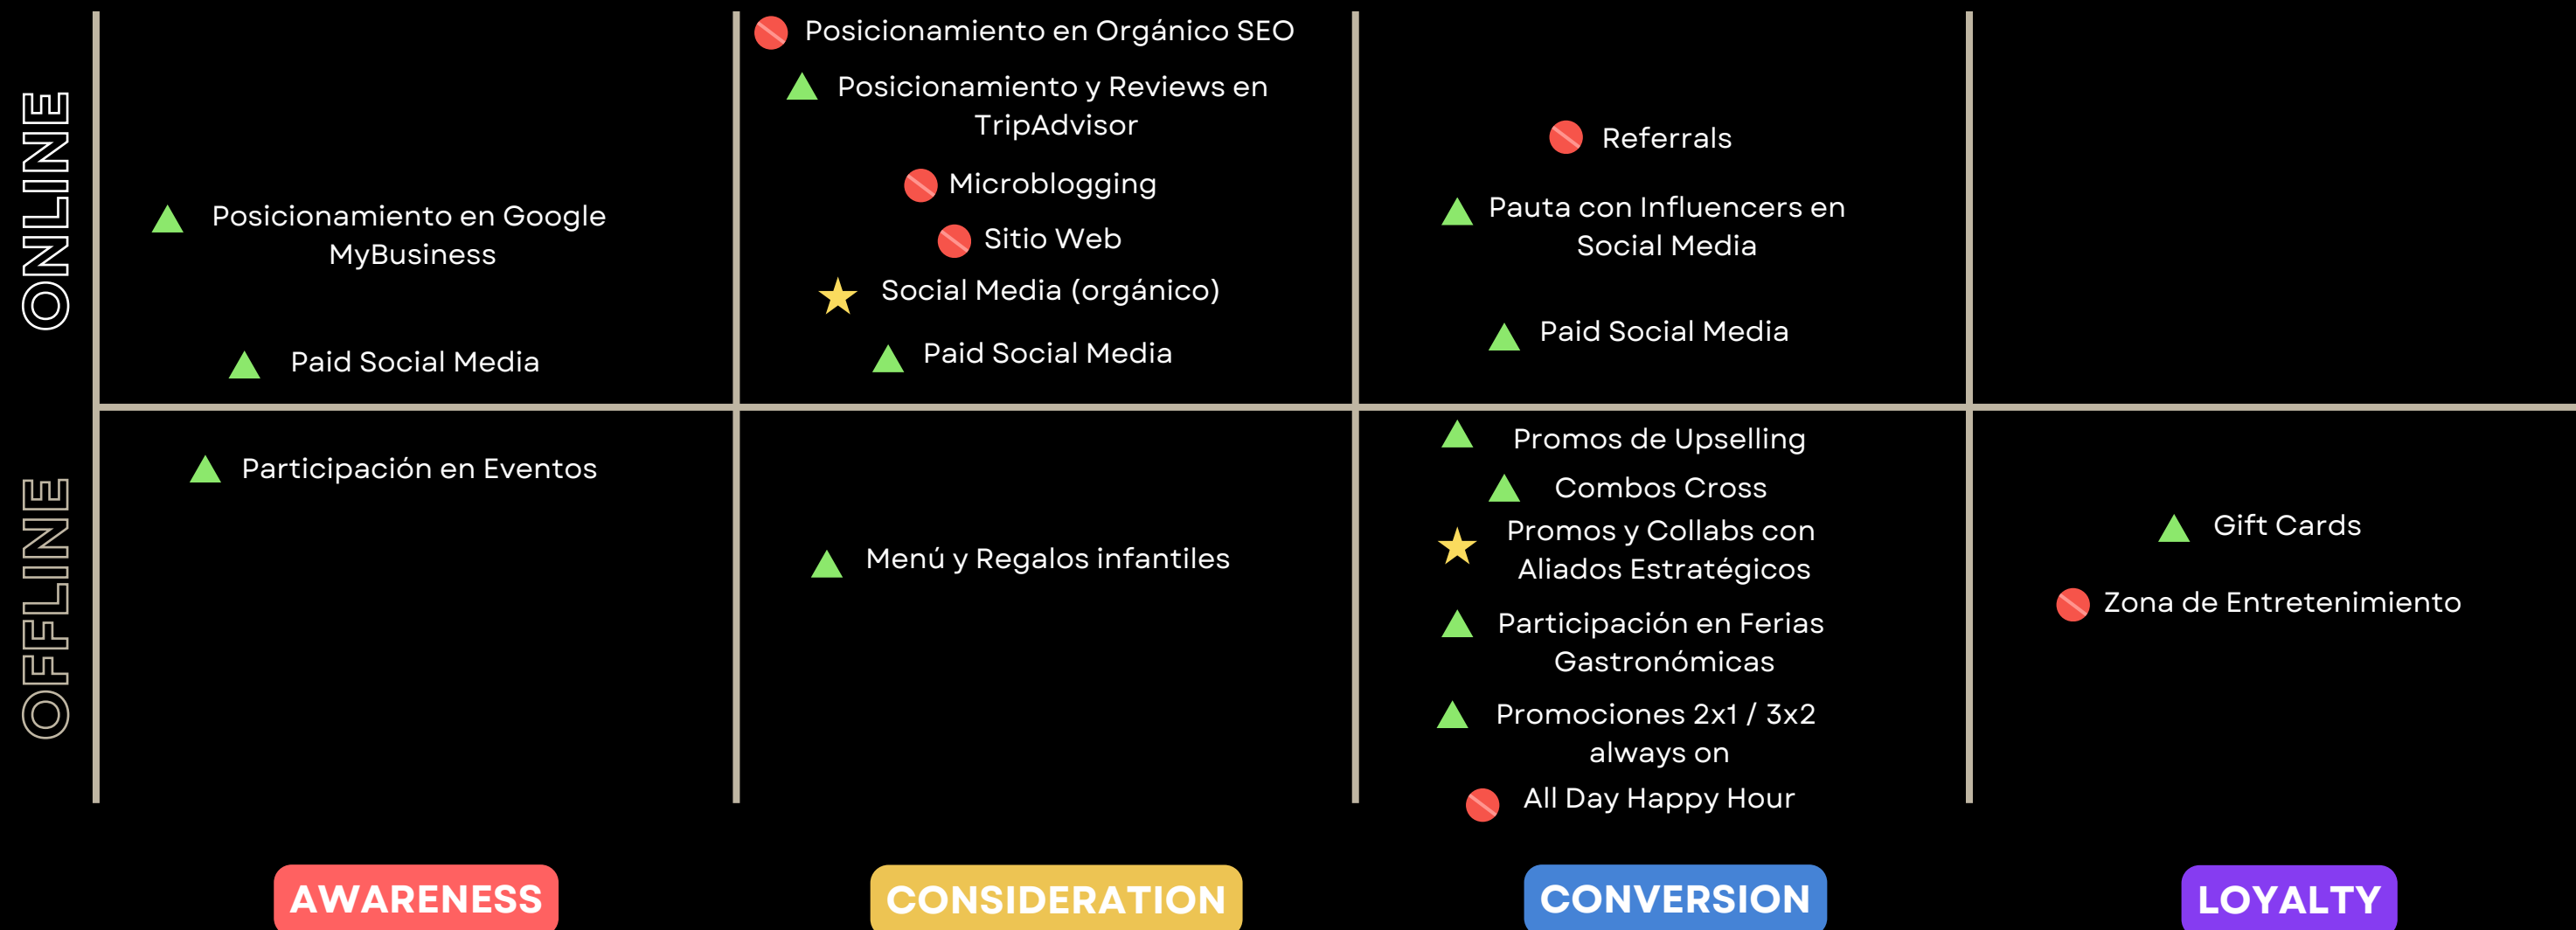 ONLINE
Posicionamiento en Google
MyBusiness
Paid Social Media
Posicionamiento en Orgánico SEO
Posicionamiento y Reviews en
TripAdvisor
Microblogging
Sitio Web
Social Media (orgánico)
Paid Social Media
Referrals
Pauta con Influencers en
Social Media
Paid Social Media
OFFLINE
Participación en Eventos
Menú y Regalos infantiles
Promos de Upselling
Combos Cross
Promos y Collabs con
Aliados Estratégicos
Participación en Ferias
Gastronómicas
Promociones 2x1 / 3x2
always on
All Day Happy Hour
Gift Cards
Zona de Entretenimiento
AWARENESS
CONSIDERATION
CONVERSION
LOYALTY